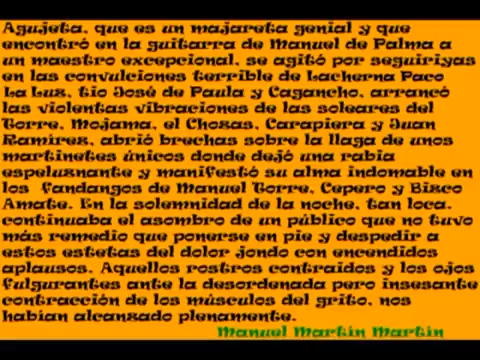 Agujeta, que es un majareta genial y que
encontró en la guitarra de Manuel de Palma a
un maestro excepcional, se agitó por seguiriyas
en las convulciones terrible de Lacherna Paco
La Luz, tio José de Paula y Cagancho, arrancó
las violentas vibraciones de las soleares del
Torre, Mojama, el Chozas, Carapiera y Juan
Ramirez, abrió brechas sobre la llaga de unos
martinetes únicos donde dejó una rabia
espeluznante y manifestó su alma indomable en
los fandangos de Manuel Torre, Cepero y Bizco
Amate. En la solemnidad de la noche, tan loca,
continuaba el asombro de un público que no tuvo
más remedio que ponerse en pie y despedir a
estos estetas del dolor jondo con encendidos
aplausos. Aquellos rostros contraidos y los ojos
fulgurantes ante la desordenada pero insesante
contracción de los músculos del grito, nos
habían alcanzado plenamente.
Manuel Martín Martín